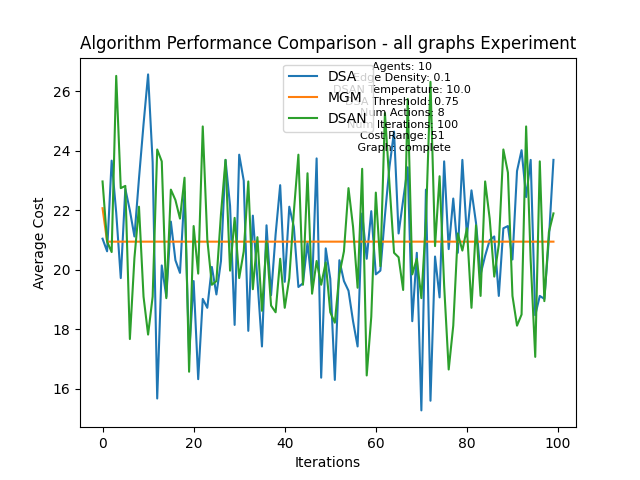 Algorithm Performance Comparison - all graphs Experiment
Agents: 10
Edge Density: 0.1
DSAN Temperature: 10.0
DSA Threshold: 0.75
Num Actions: 8
Num Iterations: 100
Cost Range: 51
Graph: complete
DSA
MGM
DSAN
26
24
22
20
18
16
Average Cost
0
20
40
60
80
100
Iterations